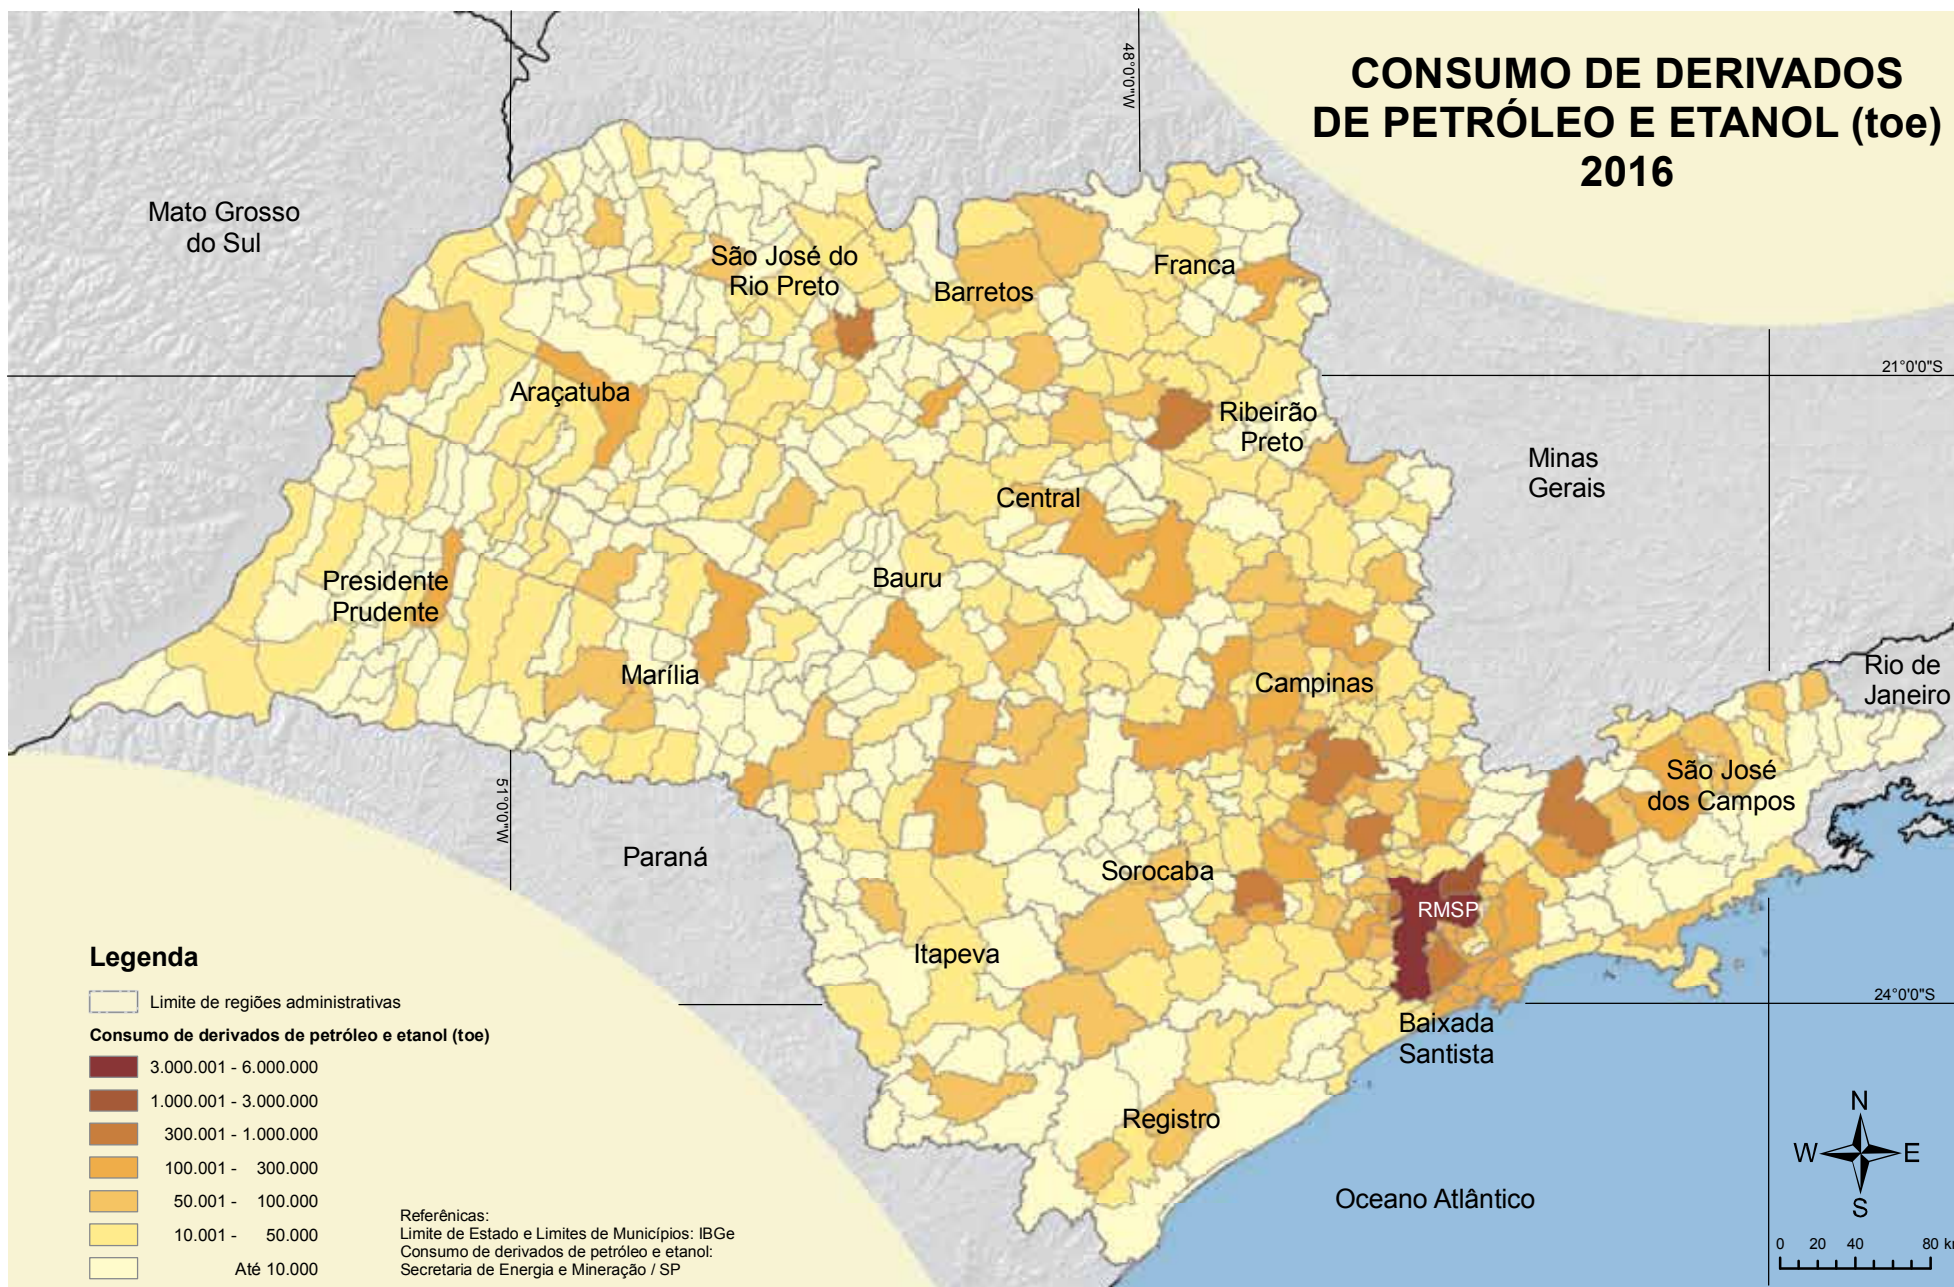 CONSUMO DE DERIVADOS
DE PETRÓLEO E ETANOL (toe)
2016
48°0'0"W
Mato Grosso
do Sul
São José do
Rio Preto
Barretos
Franca
21°0'0"S
Araçatuba
Ribeirão
Preto
Minas
Gerais
Central
Presidente
Prudente
Bauru
Marília
Campinas
Rio de
Janeiro
51°0'0"W
São José
dos Campos
Paraná
Sorocaba
RMSP
Itapeva
24°0'0"S
Baixada
Santista
Registro
Oceano Atlântico
Legenda
Limite de regiões administrativas
Consumo de derivados de petróleo e etanol (toe)
3.000.001 - 6.000.000
1.000.001 - 3.000.000
300.001 - 1.000.000
100.001 - 300.000
50.001 - 100.000
10.001 - 50.000
Até 10.000
Referênicas:
Limite de Estado e Limites de Municípios: IBGe
Consumo de derivados de petróleo e etanol:
Secretaria de Energia e Mineração / SP
N
W E
S
0 20 40 80 km